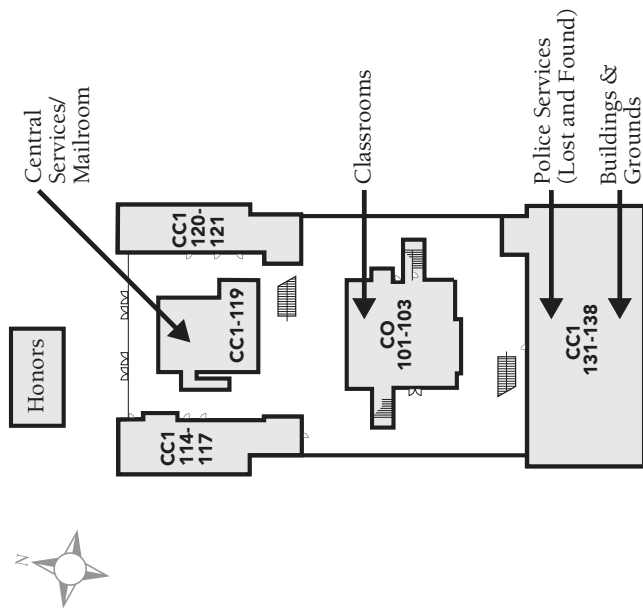 N
Honors
Central
Services/
Mailroom
CC1
114-
117
CC1-119
CC1
120-
121
CO
101-103
Classrooms
CC1
131-138
Police Services
(Lost and Found)
Buildings &
Grounds